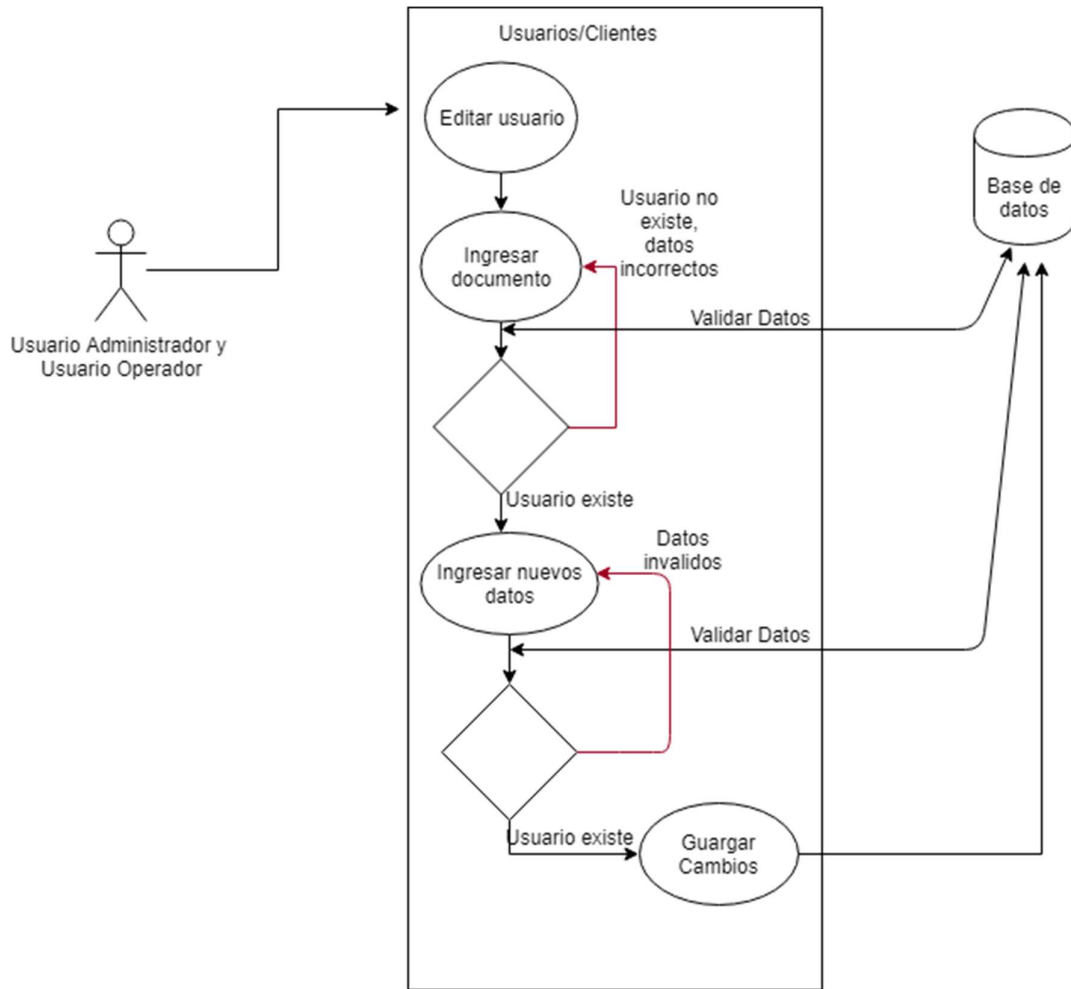 Usuarios/Clientes
Editar usuario
Usuario no
existe,
datos
incorrectos
Base de
datos
Ingresar
documento
Validar Datos
Usuario Administrador y
Usuario Operador
Usuario existe
Datos
invalidos
Ingresar nuevos
datos
Validar Datos
Usuario existe
Guargar
Cambios